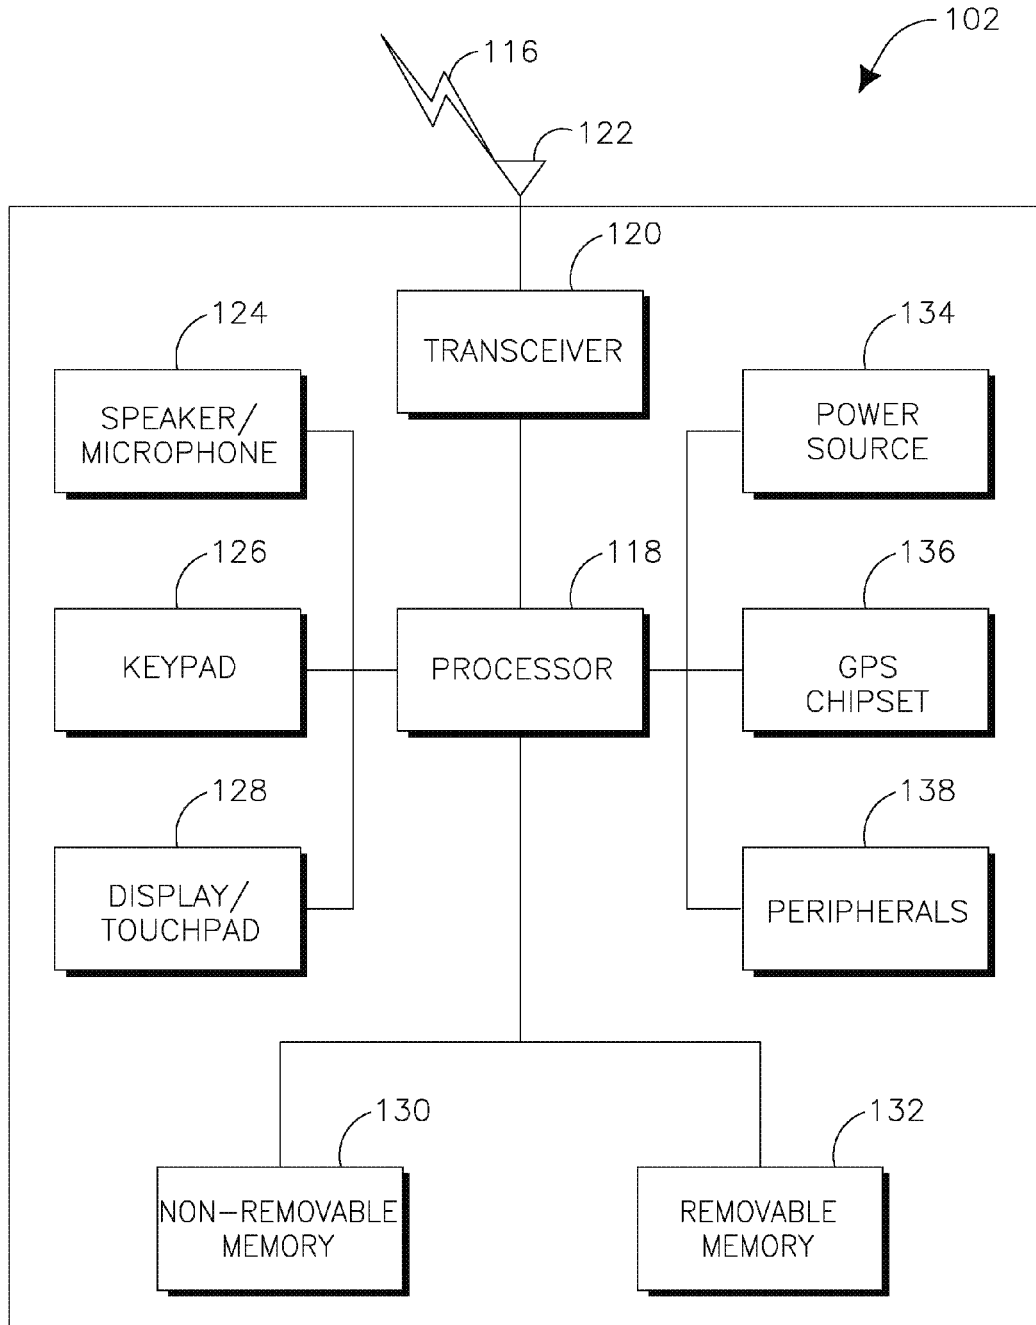 102
116
122
120
TRANSCEIVER
124
SPEAKER/
MICROPHONE
134
POWER
SOURCE
126
KEYPAD
118
PROCESSOR
136
GPS
CHIPSET
128
DISPLAY/
TOUCHPAD
138
PERIPHERALS
130
NON-REMOVABLE
MEMORY
132
REMOVABLE
MEMORY